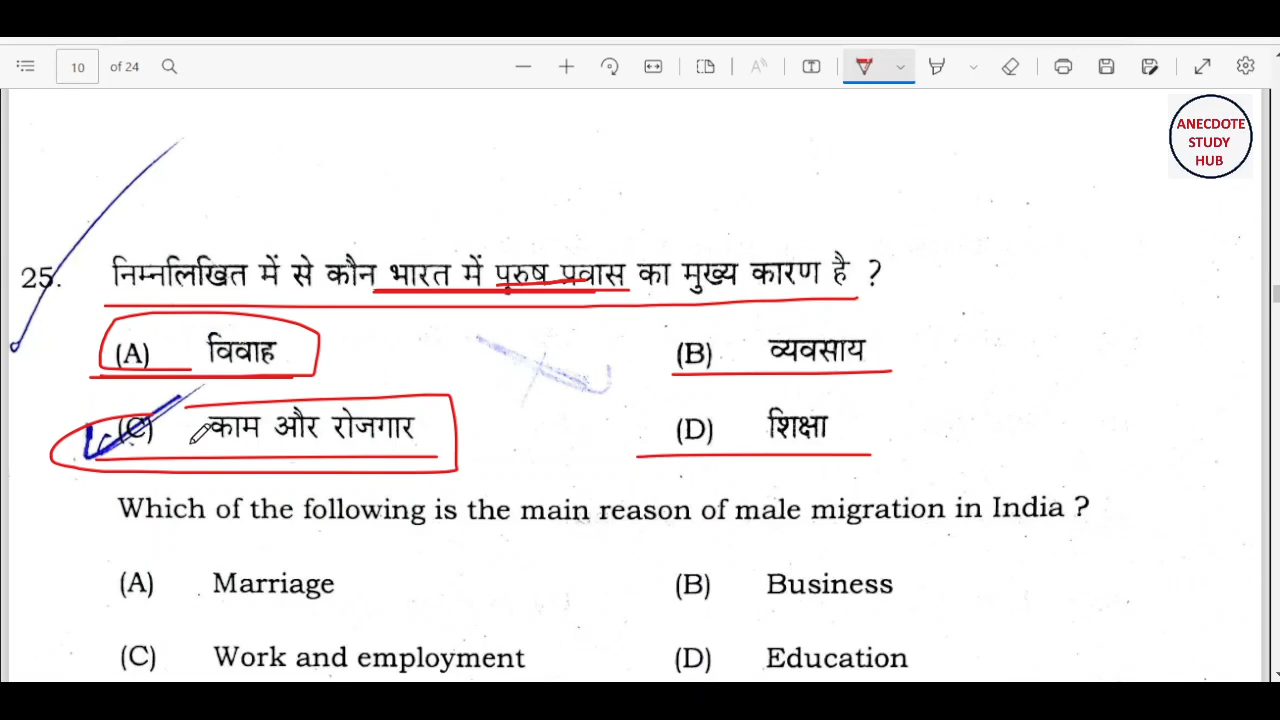 10 of 24
ANECDOTE
STUDY
HUB
25. निम्नलिखित में से कौन भारत में पुरुष प्रवास का मुख्य कारण है ?
(A) विवाह (B) व्यवसाय
(C) काम और रोजगार (D) शिक्षा
Which of the following is the main reason of male migration in India ?
(A) Marriage (B) Business
(C) Work and employment (D) Education